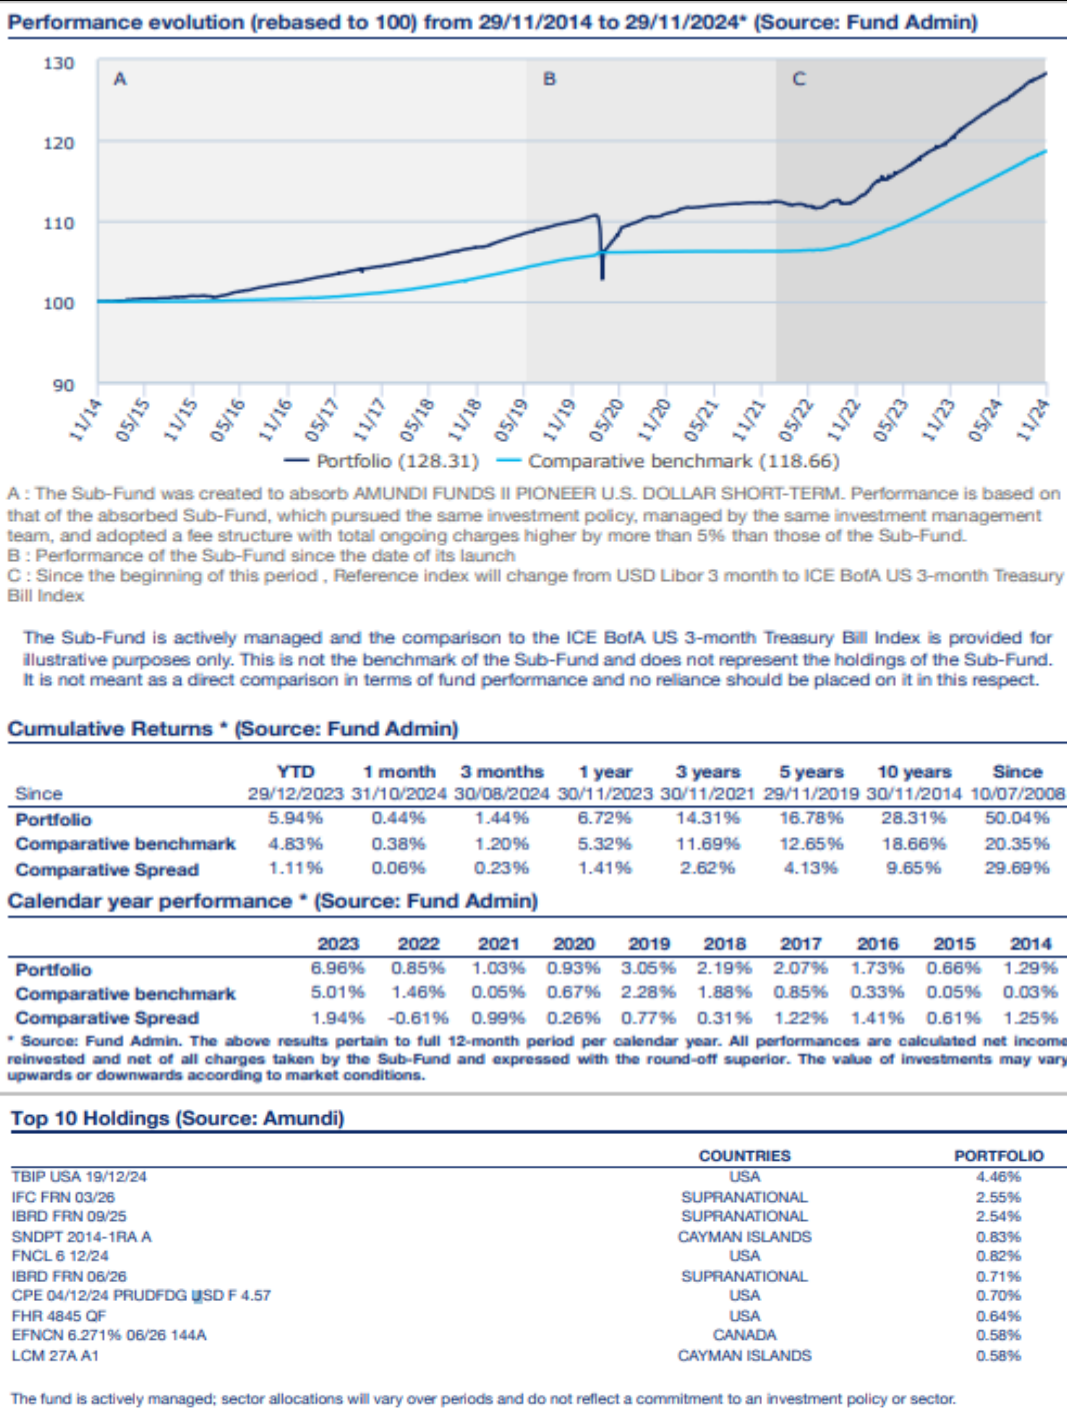 Performance evolution (rebased to 100) from 29/11/2014 to 29/11/2024* (Source: Fund Admin)
130
120
110
100
90
A
B
C
11/14 05/15 11/15 05/16 11/16 05/17 11/17 05/18 11/18 05/19 11/19 05/20 11/20 05/21 11/21 05/22 11/22 05/23 11/23 05/24 11/24
Portfolio (128.31) Comparative benchmark (118.66)
A : The Sub-Fund was created to absorb AMUNDI FUNDS II PIONEER U.S. DOLLAR SHORT-TERM. Performance is based on
that of the absorbed Sub-Fund, which pursued the same investment policy, managed by the same investment management
team, and adopted a fee structure with total ongoing charges higher by more than 5% than those of the Sub-Fund.
B : Performance of the Sub-Fund since the date of its launch
C : Since the beginning of this period , Reference index will change from USD Libor 3 month to ICE BofA US 3-month Treasury
Bill Index
The Sub-Fund is actively managed and the comparison to the ICE BofA US 3-month Treasury Bill Index is provided for
illustrative purposes only. This is not the benchmark of the Sub-Fund and does not represent the holdings of the Sub-Fund.
It is not meant as a direct comparison in terms of fund performance and no reliance should be placed on it in this respect.
Cumulative Returns * (Source: Fund Admin)
YTD 1 month 3 months 1 year 3 years 5 years 10 years Since
Since 29/12/2023 31/10/2024 30/08/2024 30/11/2023 30/11/2021 29/11/2019 30/11/2014 10/07/2008
Portfolio 5.94% 0.44% 1.44% 6.72% 14.31% 16.78% 28.31% 50.04%
Comparative benchmark 4.83% 0.38% 1.20% 5.32% 11.69% 12.65% 18.66% 20.35%
Comparative Spread 1.11% 0.06% 0.23% 1.41% 2.62% 4.13% 9.65% 29.69%
Calendar year performance * (Source: Fund Admin)
2023 2022 2021 2020 2019 2018 2017 2016 2015 2014
Portfolio 6.96% 0.85% 1.03% 0.93% 3.05% 2.19% 2.07% 1.73% 0.66% 1.29%
Comparative benchmark 5.01% 1.46% 0.05% 0.67% 2.28% 1.88% 0.85% 0.33% 0.05% 0.03%
Comparative Spread 1.94% -0.61% 0.99% 0.26% 0.77% 0.31% 1.22% 1.41% 0.61% 1.25%
* Source: Fund Admin. The above results pertain to full 12-month period per calendar year. All performances are calculated net income
reinvested and net of all charges taken by the Sub-Fund and expressed with the round-off superior. The value of investments may vary
upwards or downwards according to market conditions.
Top 10 Holdings (Source: Amundi)
COUNTRIES PORTFOLIO
TBIP USA 19/12/24 USA 4.46%
IFC FRN 03/26 SUPRANATIONAL 2.55%
IBRD FRN 09/25 SUPRANATIONAL 2.54%
SNDPT 2014-1RA A CAYMAN ISLANDS 0.83%
FNCL 6 12/24 USA 0.82%
IBRD FRN 06/26 SUPRANATIONAL 0.71%
CPE 04/12/24 PRUDFDG USD F 4.57 USA 0.70%
FHR 4845 QF USA 0.64%
EFNCN 6.271% 06/26 144A CANADA 0.58%
LCM 27A A1 CAYMAN ISLANDS 0.58%
The fund is actively managed; sector allocations will vary over periods and do not reflect a commitment to an investment policy or sector.